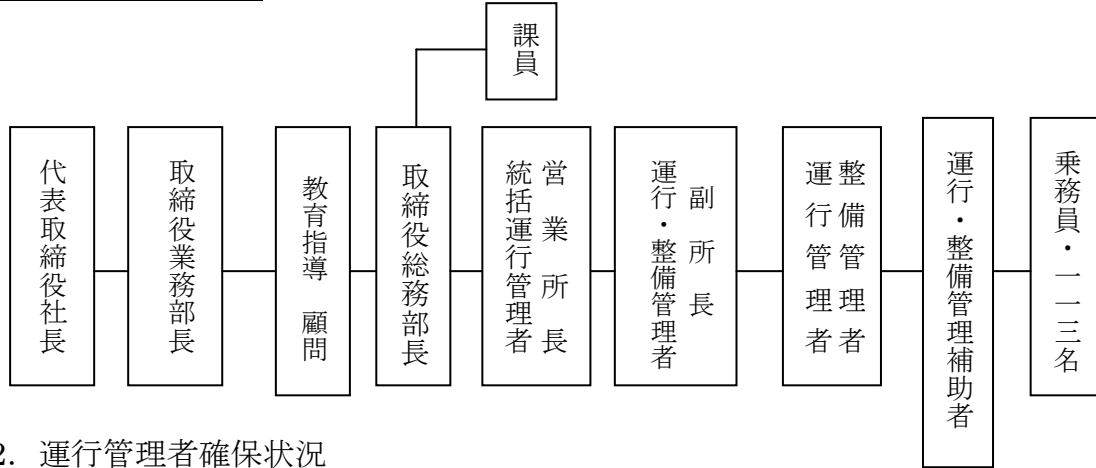 課員
代表取締役社長
取締役業務部長
教育指導 顧問
取締役総務部長
営業所長
統括運行管理者
副所長
運行・整備管理者
整備管理者
運行管理者
運行・整備管理補助者
乗務員・一一三名
2. 運行管理者確保状況